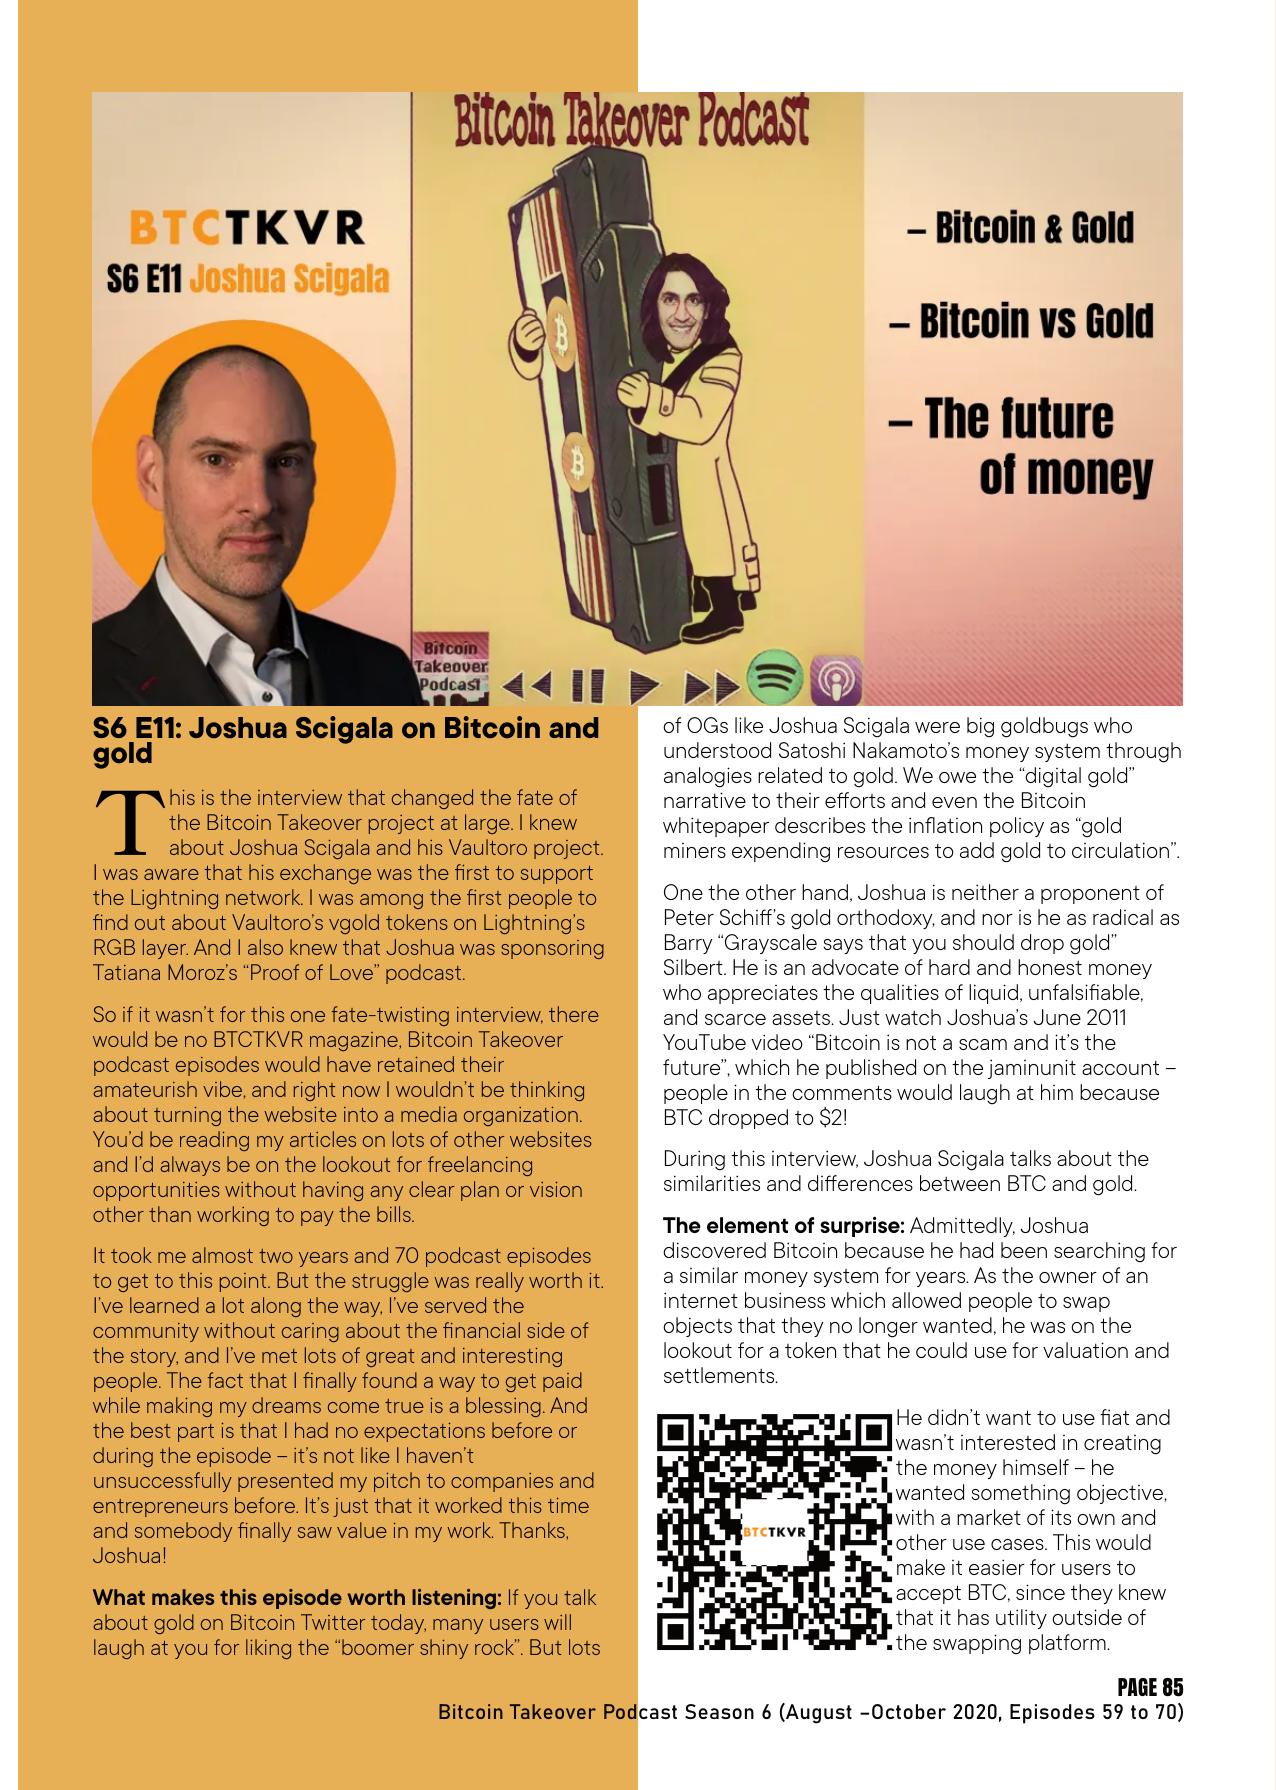 Bitcoin Takeover Podcast
BTCTKVR
S6 E11 Joshua Scigala
– Bitcoin & Gold
– Bitcoin vs Gold
– The future
of money
Bitcoin
Takeover
Podcast
S6 E11: Joshua Scigala on Bitcoin and
gold
This is the interview that changed the fate of
the Bitcoin Takeover project at large. I knew
about Joshua Scigala and his Vaultoro project.
I was aware that his exchange was the first to support
the Lightning network. I was among the first people to
find out about Vaultoro’s vgold tokens on Lightning’s
RGB layer. And I also knew that Joshua was sponsoring
Tatiana Moroz’s “Proof of Love” podcast.
So if it wasn’t for this one fate-twisting interview, there
would be no BTCTKVR magazine, Bitcoin Takeover
podcast episodes would have retained their
amateurish vibe, and right now I wouldn’t be thinking
about turning the website into a media organization.
You’d be reading my articles on lots of other websites
and I’d always be on the lookout for freelancing
opportunities without having any clear plan or vision
other than working to pay the bills.
It took me almost two years and 70 podcast episodes
to get to this point. But the struggle was really worth it.
I’ve learned a lot along the way, I’ve served the
community without caring about the financial side of
the story, and I’ve met lots of great and interesting
people. The fact that I finally found a way to get paid
while making my dreams come true is a blessing. And
the best part is that I had no expectations before or
during the episode – it’s not like I haven’t
unsuccessfully presented my pitch to companies and
entrepreneurs before. It’s just that it worked this time
and somebody finally saw value in my work. Thanks,
Joshua!
What makes this episode worth listening: If you talk
about gold on Bitcoin Twitter today, many users will
laugh at you for liking the “boomer shiny rock”. But lots
of OGs like Joshua Scigala were big goldbugs who
understood Satoshi Nakamoto’s money system through
analogies related to gold. We owe the “digital gold”
narrative to their efforts and even the Bitcoin
whitepaper describes the inflation policy as “gold
miners expending resources to add gold to circulation”.
One the other hand, Joshua is neither a proponent of
Peter Schiff’s gold orthodoxy, and nor is he as radical as
Barry “Grayscale says that you should drop gold”
Silbert. He is an advocate of hard and honest money
who appreciates the qualities of liquid, unfalsifiable,
and scarce assets. Just watch Joshua’s June 2011
YouTube video “Bitcoin is not a scam and it’s the
future”, which he published on the jaminunit account –
people in the comments would laugh at him because
BTC dropped to $2!
During this interview, Joshua Scigala talks about the
similarities and differences between BTC and gold.
The element of surprise: Admittedly, Joshua
discovered Bitcoin because he had been searching for
a similar money system for years. As the owner of an
internet business which allowed people to swap
objects that they no longer wanted, he was on the
lookout for a token that he could use for valuation and
settlements.
He didn’t want to use fiat and
wasn’t interested in creating
the money himself – he
wanted something objective,
with a market of its own and
other use cases. This would
make it easier for users to
accept BTC, since they knew
that it has utility outside of
the swapping platform.
BTCTKVR
PAGE 85
Bitcoin Takeover Podcast Season 6 (August –October 2020, Episodes 59 to 70)